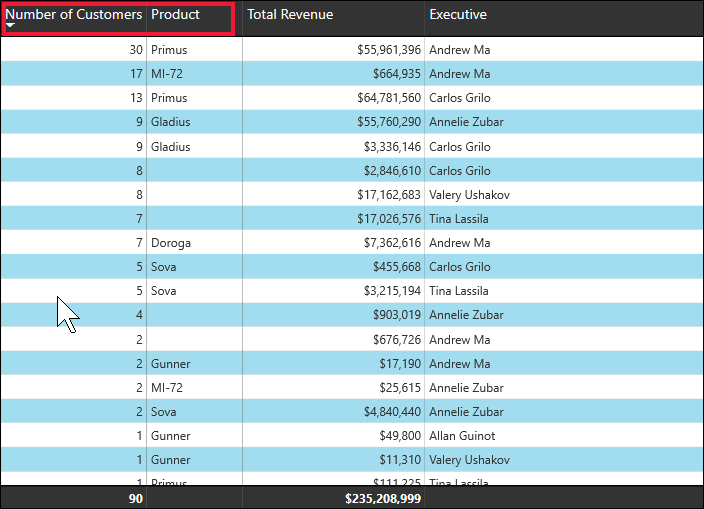 Number of Customers Product Total Revenue Executive
30 Primus $55,961,396 Andrew Ma
17 MI-72 $664,935 Andrew Ma
13 Primus $64,781,560 Carlos Grilo
9 Gladius $55,760,290 Annelie Zubar
9 Gladius $3,336,146 Carlos Grilo
8 $2,846,610 Carlos Grilo
8 $17,162,683 Valery Ushakov
7 $17,026,576 Tina Lassila
7 Doroga $7,362,616 Andrew Ma
5 Sova $455,668 Carlos Grilo
5 Sova $3,215,194 Tina Lassila
4 $903,019 Annelie Zubar
2 $676,726 Andrew Ma
2 Gunner $17,190 Andrew Ma
2 MI-72 $25,615 Annelie Zubar
2 Sova $4,840,440 Annelie Zubar
1 Gunner $49,800 Allan Guinot
1 Gunner $11,310 Valery Ushakov
1 Primus $111,225 Tina Lassila
90 $235,208,999